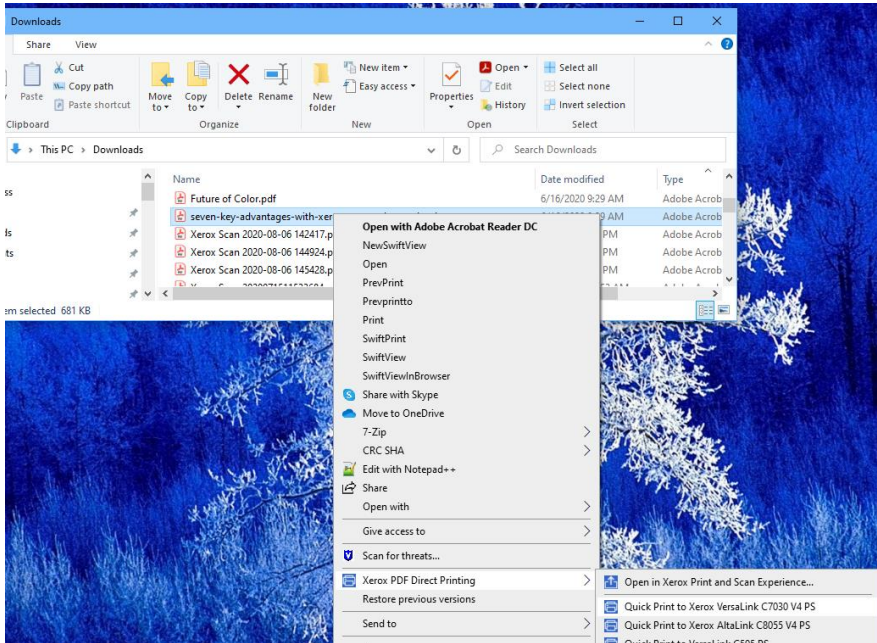 Downloads
Share View
Cut
Copy path
Paste shortcut
Paste
Move to
Copy to
Delete
Rename
New folder
New item
Easy access
Properties
Open
Edit
History
Select all
Select none
Invert selection
Clipboard Organize New Open Select
This PC > Downloads
Search Downloads
Name Date modified Type
Future of Color.pdf 6/16/2020 9:29 AM Adobe Acrob
seven-key-advantages-with-xer AM Adobe Acrob
Xerox Scan 2020-08-06 142417.p PM Adobe Acrob
Xerox Scan 2020-08-06 144924.p PM Adobe Acrob
Xerox Scan 2020-08-06 145428.p PM Adobe Acrob
em selected 681 KB
Open with Adobe Acrobat Reader DC
NewSwiftView
Open
PrevPrint
Prevprintto
Print
SwiftPrint
SwiftView
SwiftViewInBrowser
Share with Skype
Move to OneDrive
7-Zip
CRC SHA
Edit with Notepad++
Share
Open with
Give access to
Scan for threats...
Xerox PDF Direct Printing
Restore previous versions
Send to
Open in Xerox Print and Scan Experience...
Quick Print to Xerox VersaLink C7030 V4 PS
Quick Print to Xerox AltaLink C8055 V4 PS